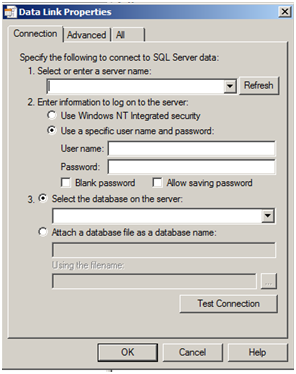 Data Link Properties
Connection Advanced All
Specify the following to connect to SQL Server data:
1. Select or enter a server name:
Refresh
2. Enter information to log on to the server:
Use Windows NT Integrated security
Use a specific user name and password:
User name:
Password:
Blank password Allow saving password
3. Select the database on the server:
Attach a database file as a database name:
Using the filename:
...
Test Connection
OK Cancel Help